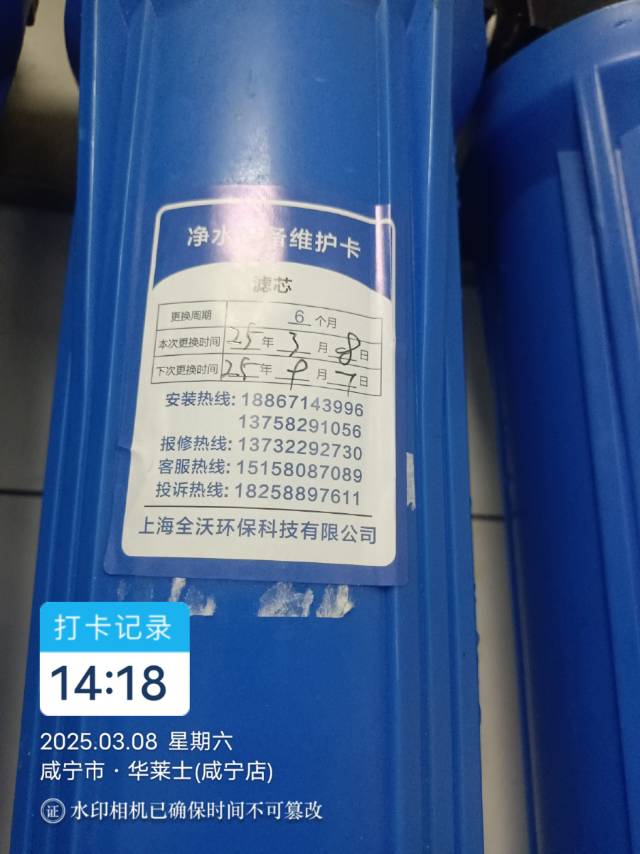 净水设备维护卡
滤芯
更换周期 6 个月
本次更换时间 25 年 3 月 8 日
下次更换时间 25 年 9 月 7 日
安装热线: 18867143996
13758291056
报修热线: 13732292730
客服热线: 15158087089
投诉热线: 18258897611
上海全沃环保科技有限公司
打卡记录
14:18
2025.03.08 星期六
咸宁市·华莱士(咸宁店)
证 水印相机已确保时间不可篡改